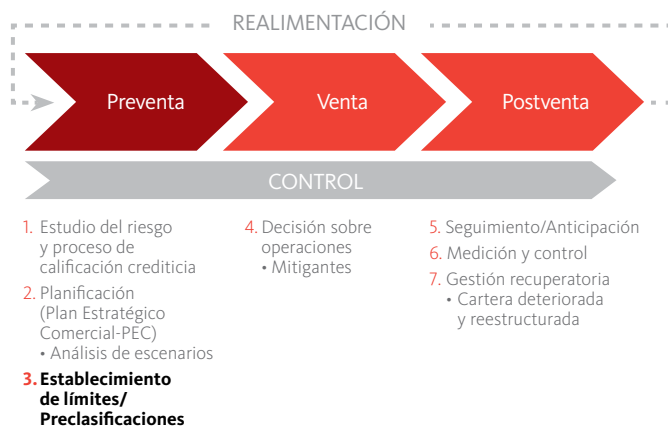 REALIMENTACIÓN
Preventa
Venta
Postventa
CONTROL
1. Estudio del riesgo
y proceso de
calificación crediticia
2. Planificación
(Plan Estratégico
Comercial-PEC)
• Análisis de escenarios
3. Establecimiento
de límites/
Preclasificaciones
4. Decisión sobre
operaciones
• Mitigantes
5. Seguimiento/Anticipación
6. Medición y control
7. Gestión recuperatoria
• Cartera deteriorada
y reestructurada